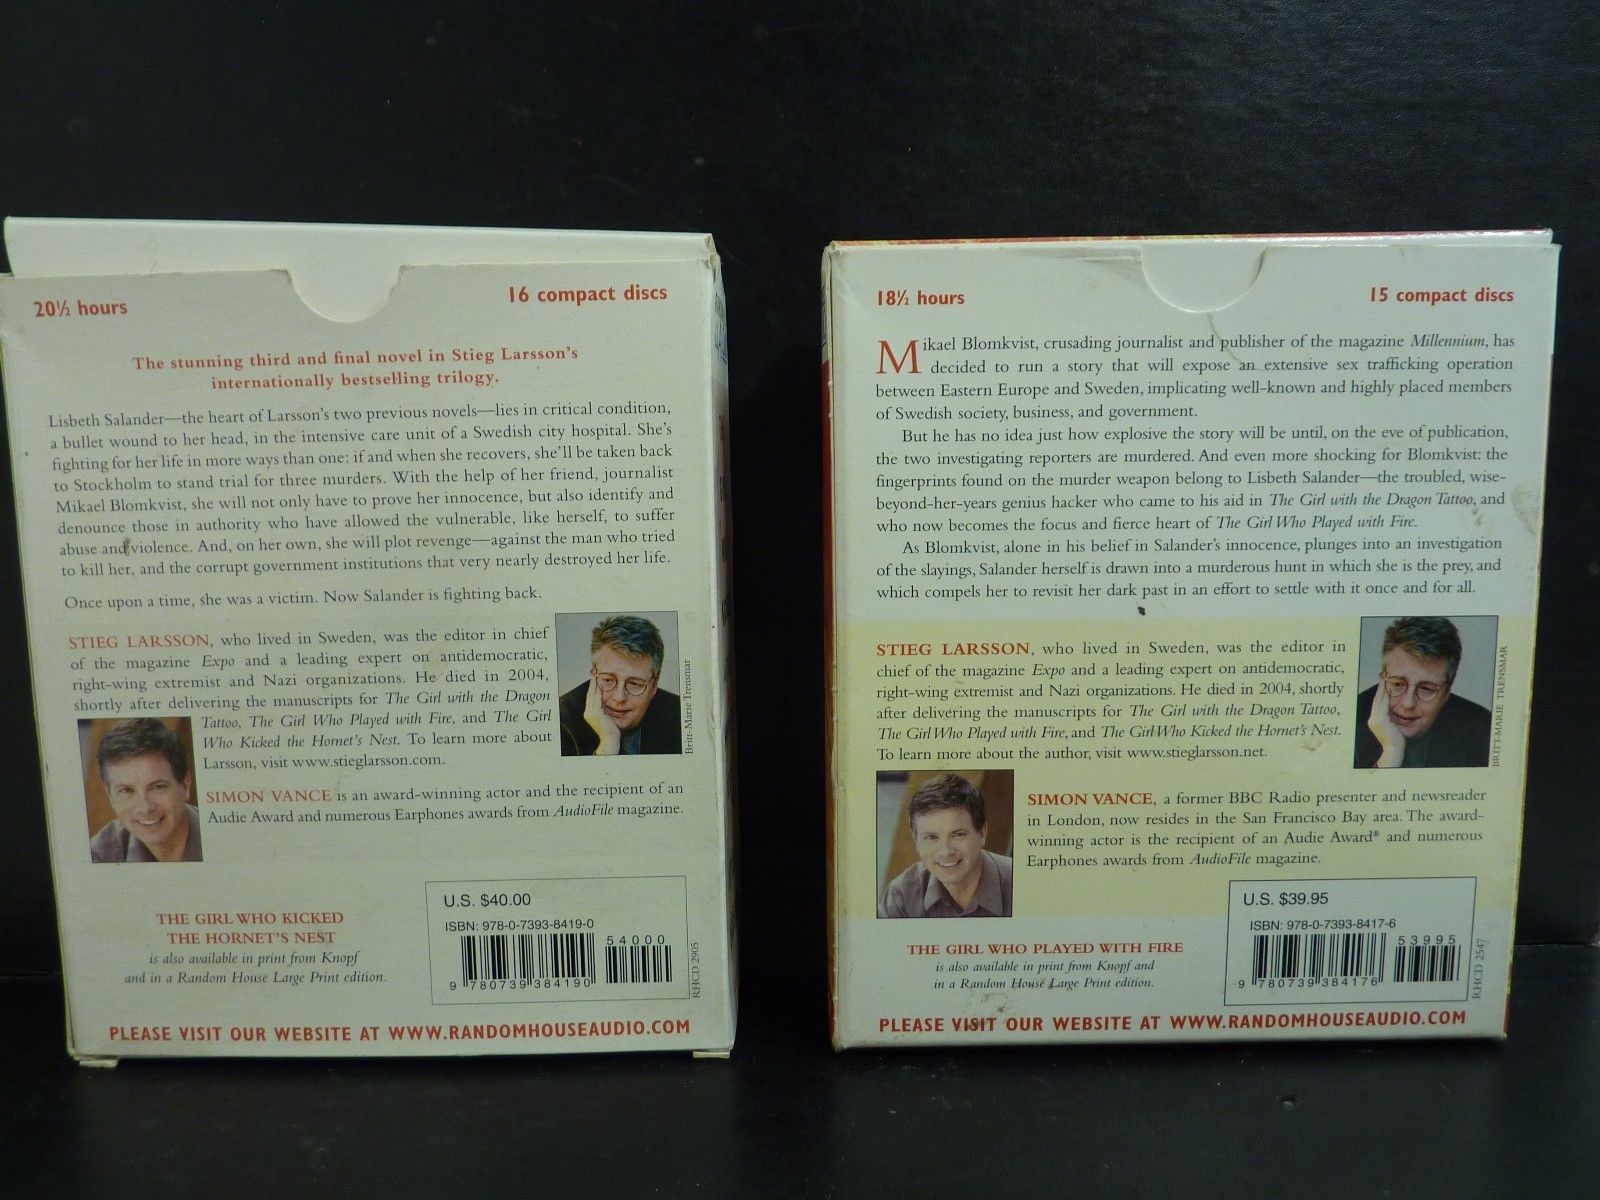 20½ hours
16 compact discs
The stunning third and final novel in Stieg Larsson's
internationally bestselling trilogy.
Lisbeth Salander—the heart of Larsson's two previous novels—lies in critical condition,
a bullet wound to her head, in the intensive care unit of a Swedish city hospital. She's
fighting for her life in more ways than one: if and when she recovers, she'll be taken back
to Stockholm to stand trial for three murders. With the help of her friend, journalist
Mikael Blomkvist, she will not only have to prove her innocence, but also identify and
denounce those in authority who have allowed the vulnerable, like herself, to suffer
abuse and violence. And, on her own, she will plot revenge—against the man who tried
to kill her, and the corrupt government institutions that very nearly destroyed her life.
Once upon a time, she was a victim. Now Salander is fighting back.
STIEG LARSSON, who lived in Sweden, was the editor in chief
of the magazine Expo and a leading expert on antidemocratic,
right-wing extremist and Nazi organizations. He died in 2004,
shortly after delivering the manuscripts for The Girl with the Dragon
Tattoo, The Girl Who Played with Fire, and The Girl
Who Kicked the Hornet's Nest. To learn more about
Larsson, visit www.stieglarsson.com.
Britt-Marie Trensmar
SIMON VANCE is an award-winning actor and the recipient of an
Audie Award and numerous Earphones awards from AudioFile magazine.
THE GIRL WHO KICKED
THE HORNET'S NEST
is also available in print from Knopf
and in a Random House Large Print edition.
U.S. $40.00
ISBN: 978-0-7393-8419-0
54000
9 780739 384190
RHCD 2905
PLEASE VISIT OUR WEBSITE AT WWW.RANDOMHOUSEAUDIO.COM
18½ hours
15 compact discs
Mikael Blomkvist, crusading journalist and publisher of the magazine Millennium, has
decided to run a story that will expose an extensive sex trafficking operation
between Eastern Europe and Sweden, implicating well-known and highly placed members
of Swedish society, business, and government.
But he has no idea just how explosive the story will be until, on the eve of publication,
the two investigating reporters are murdered. And even more shocking for Blomkvist: the
fingerprints found on the murder weapon belong to Lisbeth Salander—the troubled, wise-
beyond-her-years genius hacker who came to his aid in The Girl with the Dragon Tattoo, and
who now becomes the focus and fierce heart of The Girl Who Played with Fire.
As Blomkvist, alone in his belief in Salander's innocence, plunges into an investigation
of the slayings, Salander herself is drawn into a murderous hunt in which she is the prey, and
which compels her to revisit her dark past in an effort to settle with it once and for all.
STIEG LARSSON, who lived in Sweden, was the editor in
chief of the magazine Expo and a leading expert on antidemocratic,
right-wing extremist and Nazi organizations. He died in 2004, shortly
after delivering the manuscripts for The Girl with the Dragon Tattoo,
The Girl Who Played with Fire, and The Girl Who Kicked the Hornet's Nest.
To learn more about the author, visit www.stieglarsson.net.
BRITT-MARIE TRENSMAR
SIMON VANCE, a former BBC Radio presenter and newsreader
in London, now resides in the San Francisco Bay area. The award-
winning actor is the recipient of an Audie Award® and numerous
Earphones awards from AudioFile magazine.
THE GIRL WHO PLAYED WITH FIRE
is also available in print from Knopf and
in a Random House Large Print edition.
U.S. $39.95
ISBN: 978-0-7393-8417-6
53995
9 780739 384176
RHCD 2547
PLEASE VISIT OUR WEBSITE AT WWW.RANDOMHOUSEAUDIO.COM